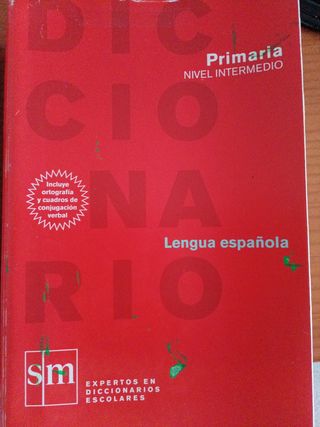 DIC
CIO
NA
RIO
Primaria
NIVEL INTERMEDIO
Incluye
ortografía
y cuadros de
conjugación
verbal
Lengua española
sm
EXPERTOS EN
DICCIONARIOS
ESCOLARES